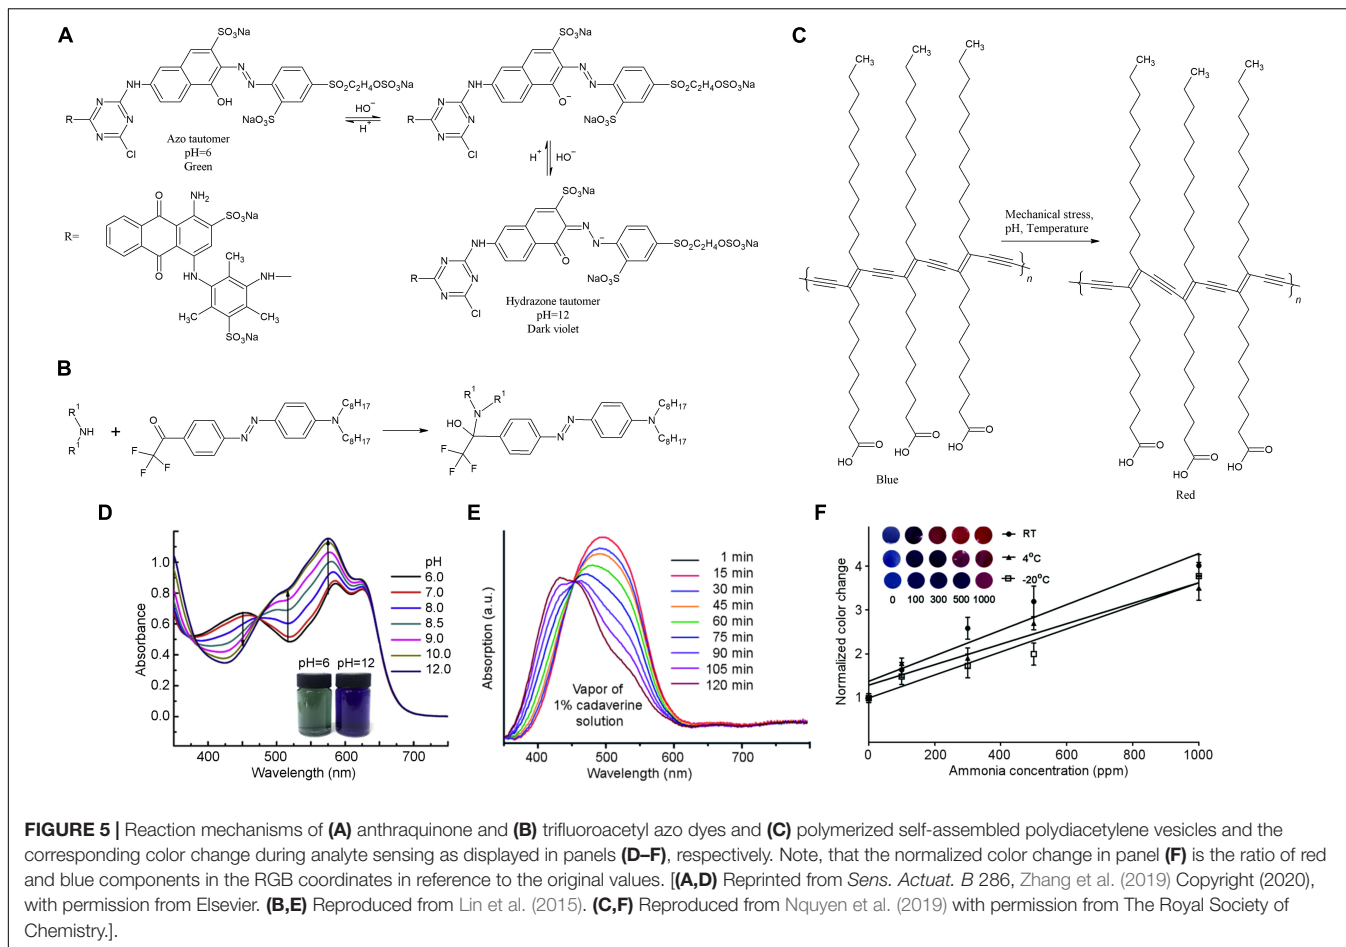 A
SO₃Na
NH
N
N
SO₂C₂H₄OSO₃Na
OH
NaO₃S
R
N
N
N
Cl
Azo tautomer
pH=6
Green
HO⁻
H⁺
SO₃Na
NH
N
N
SO₂C₂H₄OSO₃Na
O⁻
NaO₃S
R
N
N
N
Cl
H⁺
HO⁻
R=
O
NH₂
SO₃Na
O
HN
CH₃
HN
H₃C
CH₃
SO₃Na
SO₃Na
NH
N
N⁻
SO₂C₂H₄OSO₃Na
O
NaO₃S
R
N
N
N
Cl
Hydrazone tautomer
pH=12
Dark violet
B
R¹
NH
R¹
+
O
F
F
F
N
N
C₈H₁₇
N
C₈H₁₇
R¹
R¹
N
HO
F
F
F
N
N
C₈H₁₇
N
C₈H₁₇
C
CH₃
CH₃
CH₃
n
HO
O
HO
O
HO
O
Blue
Mechanical stress,
pH, Temperature
CH₃
CH₃
CH₃
n
HO
O
HO
O
HO
O
Red
D
Absorbance
1.0
0.8
0.6
0.4
0.2
0.0
pH
6.0
7.0
8.0
8.5
9.0
10.0
12.0
pH=6 pH=12
400 500 600 700
Wavelength (nm)
E
Absorption (a.u.)
1 min
15 min
30 min
45 min
60 min
75 min
90 min
105 min
120 min
Vapor of
1% cadaverine
solution
400 500 600 700
Wavelength (nm)
F
Normalized color change
4
3
2
1
RT
4°C
-20°C
0 100 300 500 1000
0 200 400 600 800 1000
Ammonia concentration (ppm)
FIGURE 5 | Reaction mechanisms of (A) anthraquinone and (B) trifluoroacetyl azo dyes and (C) polymerized self-assembled polydiacetylene vesicles and the
corresponding color change during analyte sensing as displayed in panels (D–F), respectively. Note, that the normalized color change in panel (F) is the ratio of red
and blue components in the RGB coordinates in reference to the original values. [(A,D) Reprinted from Sens. Actuat. B 286, Zhang et al. (2019) Copyright (2020),
with permission from Elsevier. (B,E) Reproduced from Lin et al. (2015). (C,F) Reproduced from Nquyen et al. (2019) with permission from The Royal Society of
Chemistry.].